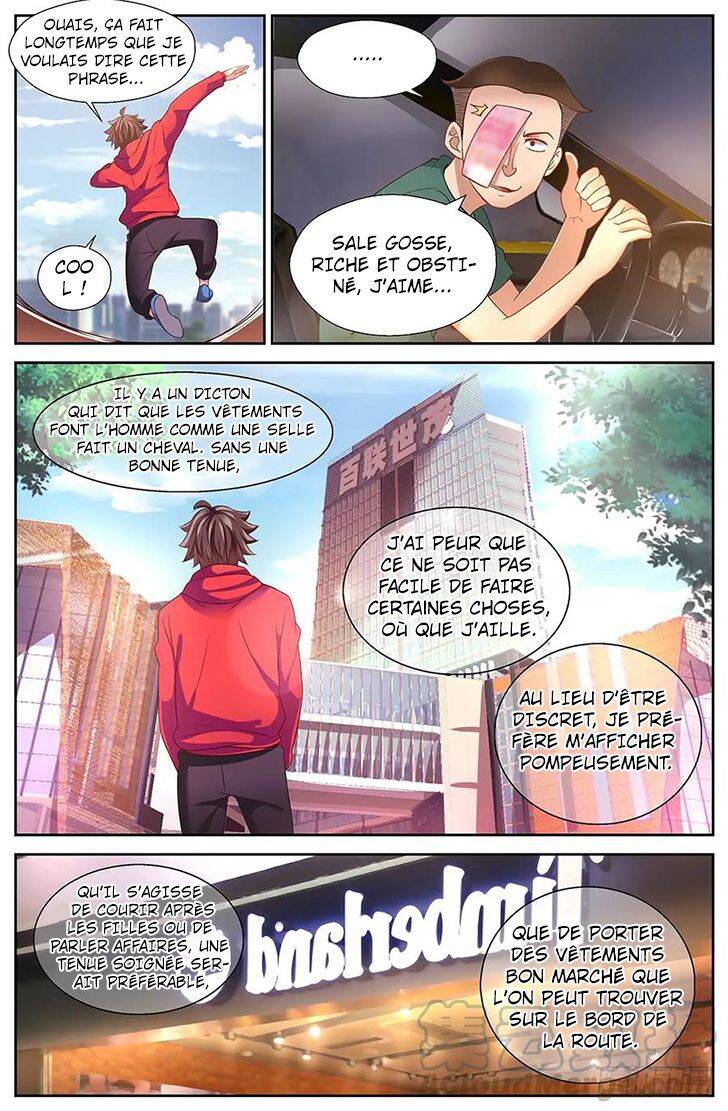 OUAIS, ÇA FAIT
LONGTEMPS QUE JE
VOULAIS DIRE CETTE
PHRASE...
COO
L !
.....
SALE GOSSE,
RICHE ET OBSTI-
NÉ, J'AIME...
IL Y A UN DICTON
QUI DIT QUE LES VÊTEMENTS
FONT L'HOMME COMME UNE SELLE
FAIT UN CHEVAL. SANS UNE
BONNE TENUE,
百联世茂
J'AI PEUR QUE
CE NE SOIT PAS
FACILE DE FAIRE
CERTAINES CHOSES,
OÙ QUE J'AILLE.
AU LIEU D'ÊTRE
DISCRET, JE PRÉ-
FÈRE M'AFFICHER
POMPEUSEMENT.
QU'IL S'AGISSE
DE COURIR APRÈS
LES FILLES OU DE
PARLER AFFAIRES, UNE
TENUE SOIGNÉE SER-
AIT PRÉFÉRABLE,
imberland
QUE DE PORTER
DES VÊTEMENTS
BON MARCHÉ QUE
L'ON PEUT TROUVER
SUR LE BORD DE
LA ROUTE.